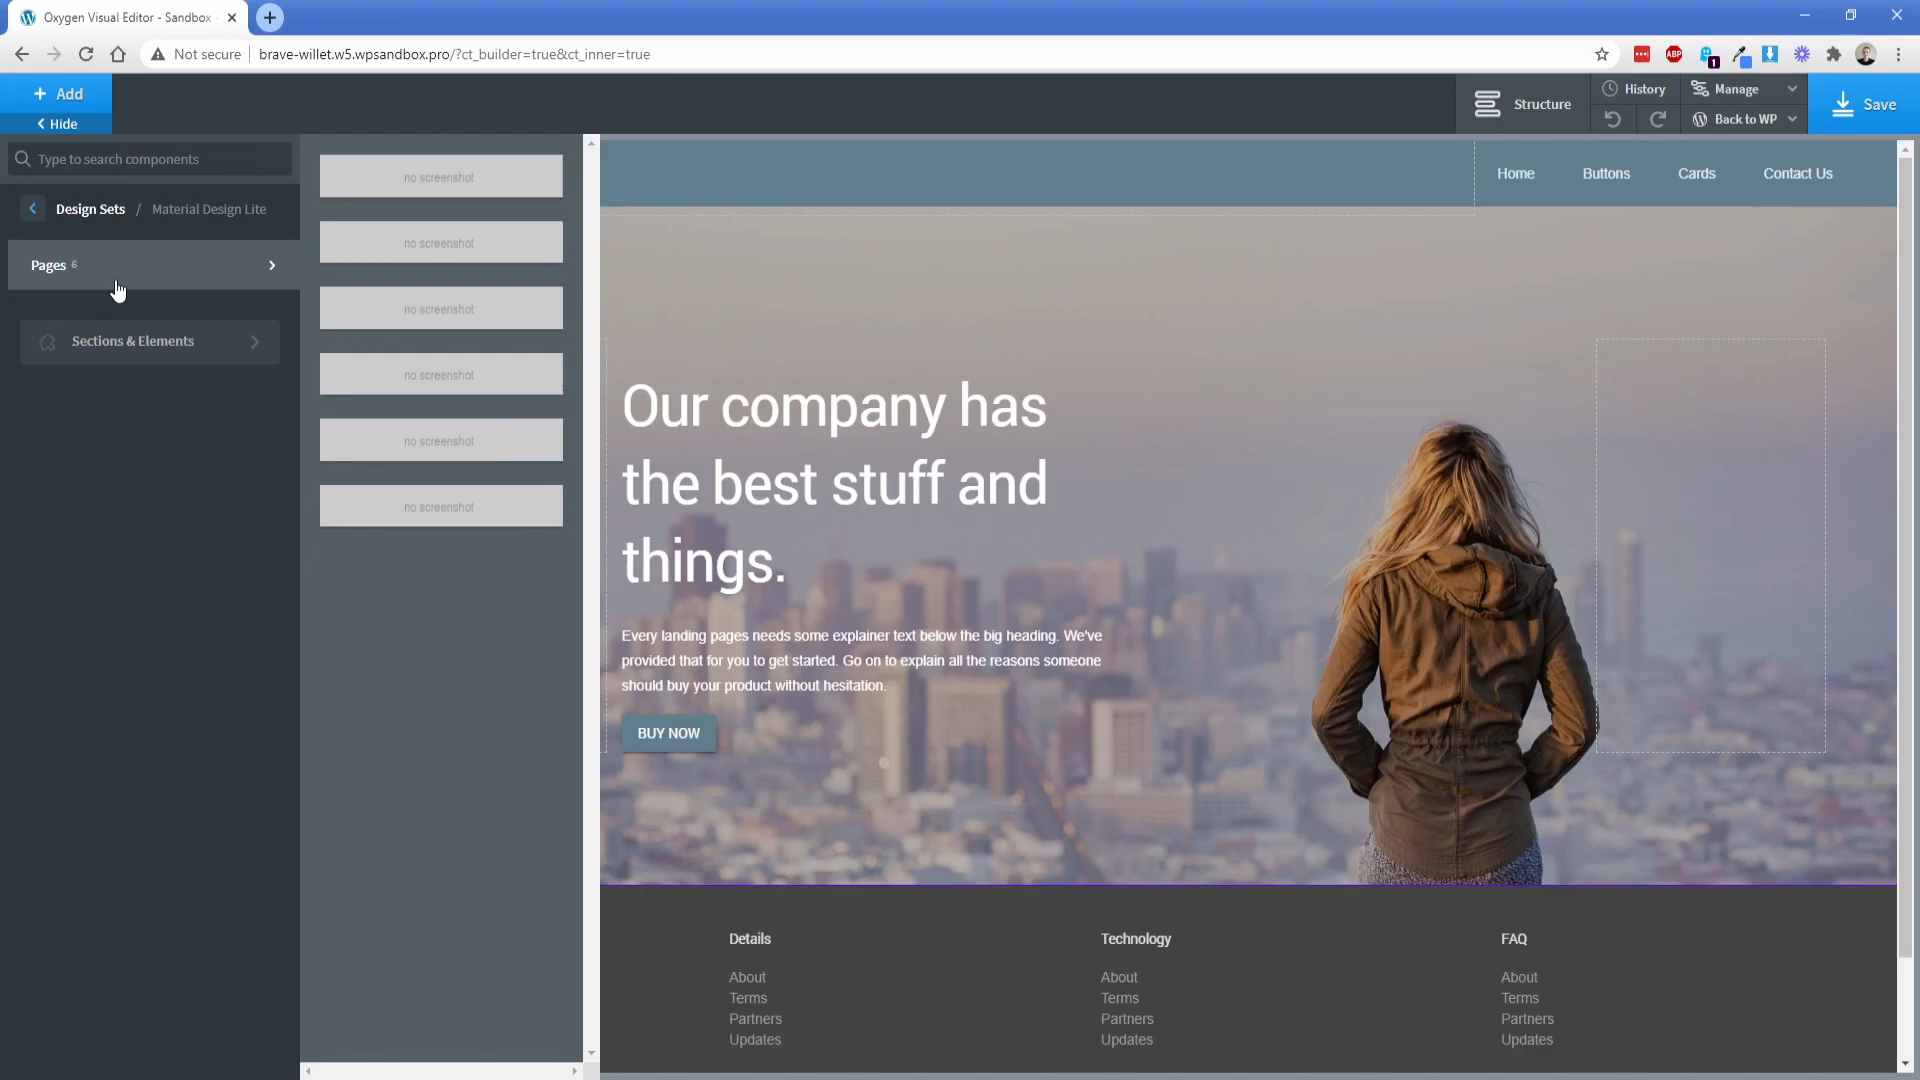 Oxygen Visual Editor - Sandbox
Not secure
brave-willet.w5.wpsandbox.pro/?ct_builder=true&ct_inner=true
ABP
1
+ Add
Hide
Structure
History
Manage
Back to WP
Save
Type to search components
Design Sets / Material Design Lite
Pages 6
Sections & Elements
no screenshot
no screenshot
no screenshot
no screenshot
no screenshot
no screenshot
Home
Buttons
Cards
Contact Us
Our company has
the best stuff and
things.
Every landing pages needs some explainer text below the big heading. We've
provided that for you to get started. Go on to explain all the reasons someone
should buy your product without hesitation.
BUY NOW
Details
About
Terms
Partners
Updates
Technology
About
Terms
Partners
Updates
FAQ
About
Terms
Partners
Updates